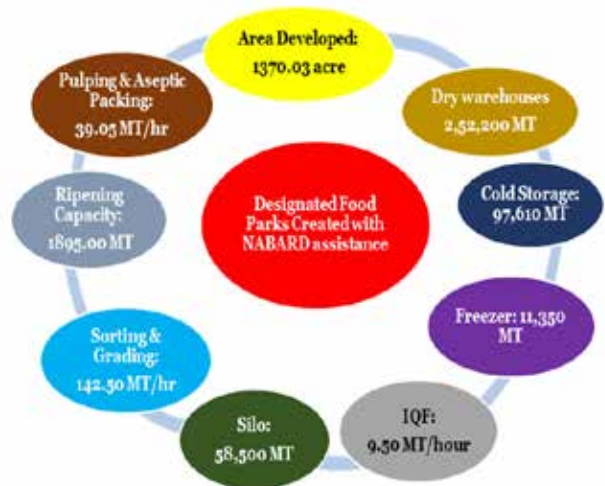 Area Developed:
1370.03 acre
Dry warehouses
2,52,200 MT
Cold Storage:
97,610 MT
Freezer: 11,350
MT
IQF:
9.50 MT/hour
Silo:
58,500 MT
Sorting &
Grading:
142.50 MT/hr
Ripening
Capacity:
1895.00 MT
Pulping & Aseptic
Packing:
39.05 MT/hr
Designated Food
Parks Created with
NABARD assistance